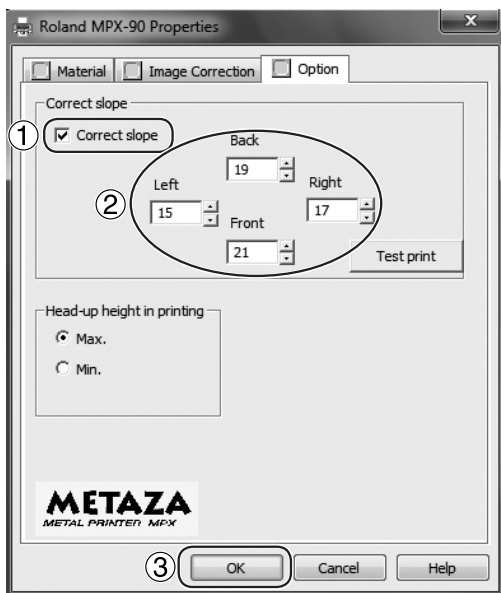 Roland MPX-90 Properties
x
Material Image Correction Option
Correct slope
① Correct slope
②
Back
19
Left
15
Right
17
Front
21
Test print
Head-up height in printing
Max.
Min.
METAZA
METAL PRINTER MPX
③ OK Cancel Help